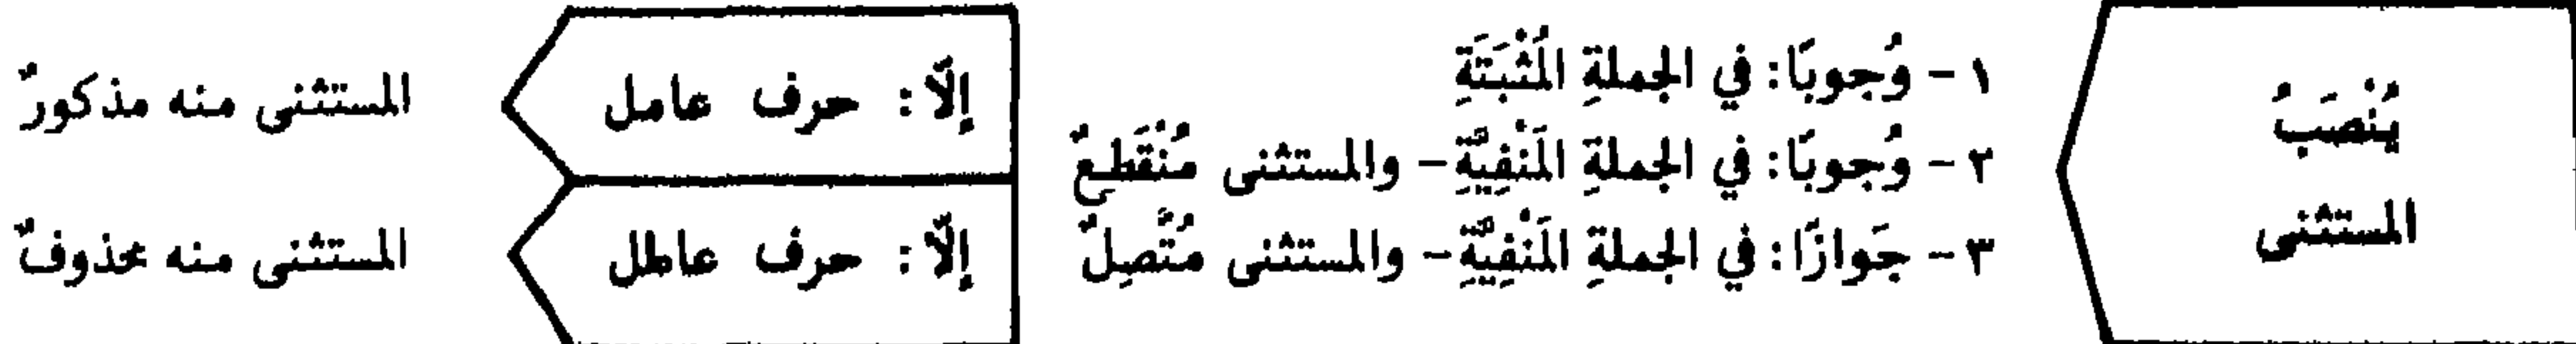 يُنْصَبُ
المستثنى
١ - وُجوبًا: في الجملةِ المُثْبَتَةِ
٢ - وُجوبًا: في الجملةِ المَنْفِيَّةِ - والمستثنى مُنْقَطِعٌ
٣ - جَوازًا: في الجملةِ المَنْفِيَّةِ - والمستثنى مُتَّصِلٌ
إلّا: حرف عامل
المستثنى منه مذكورٌ
إلّا: حرف عاطل
المستثنى منه محذوفٌ